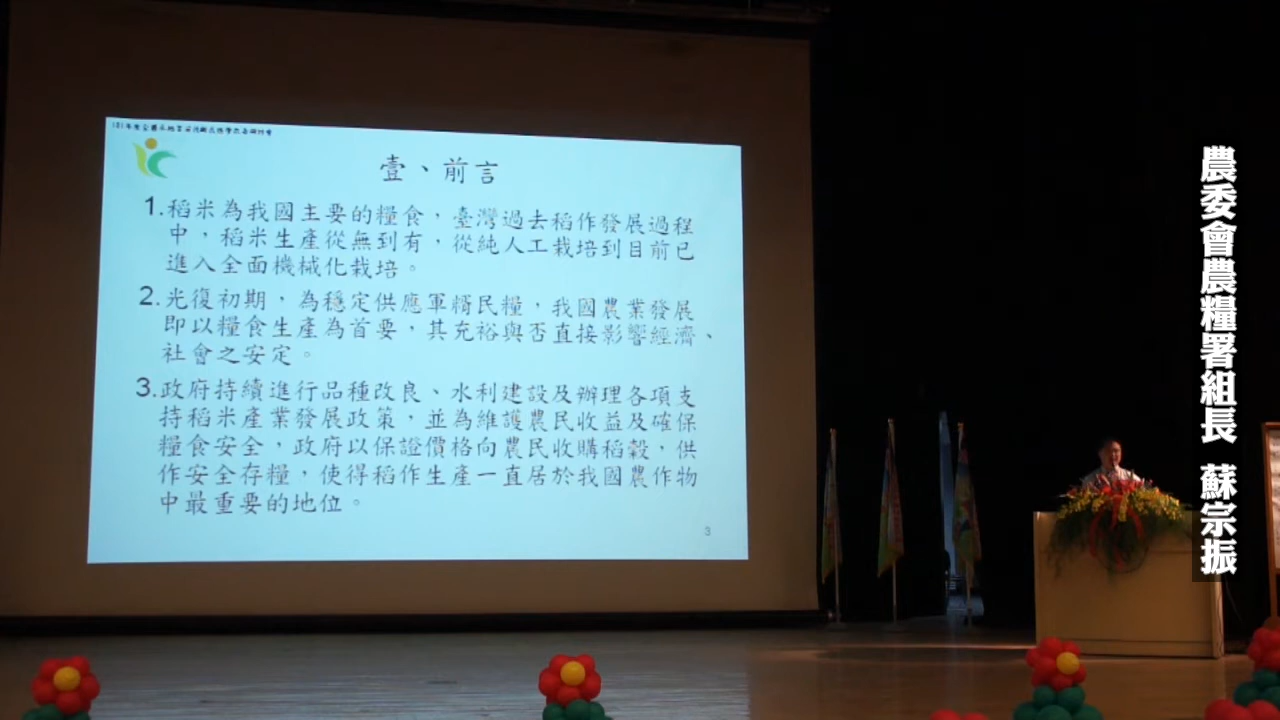 壹、前言
1.稻米為我國主要的糧食，臺灣過去稻作發展過程
中，稻米生產從無到有，從純人工栽培到目前已
進入全面機械化栽培。
2.光復初期，為穩定供應軍糈民糧，我國農業發展
即以糧食生產為首要，其充裕與否直接影響經濟、
社會之安定。
3.政府持續進行品種改良、水利建設及辦理各項支
持稻米產業發展政策，並為維護農民收益及確保
糧食安全，政府以保證價格向農民收購稻穀，供
作安全存糧，使得稻作生產一直居於我國農作物
中最重要的地位。
3
農委會農糧署組長 蘇宗振